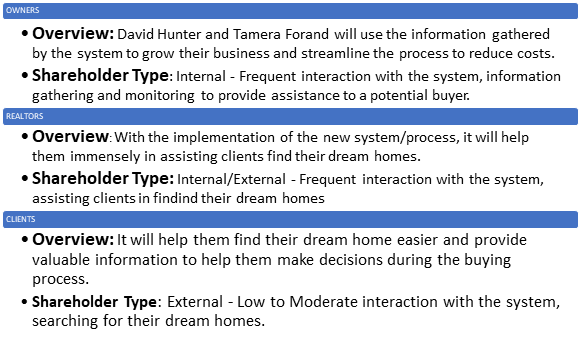 OWNERS
• Overview: David Hunter and Tamera Forand will use the information gathered
by the system to grow their business and streamline the process to reduce costs.
• Shareholder Type: Internal - Frequent interaction with the system, information
gathering and monitoring to provide assistance to a potential buyer.
REALTORS
• Overview: With the implementation of the new system/process, it will help
them immensely in assisting clients find their dream homes.
• Shareholder Type: Internal/External - Frequent interaction with the system,
assisting clients in findind their dream homes
CLIENTS
• Overview: It will help them find their dream home easier and provide
valuable information to help them make decisions during the buying
process.
• Shareholder Type: External - Low to Moderate interaction with the system,
searching for their dream homes.